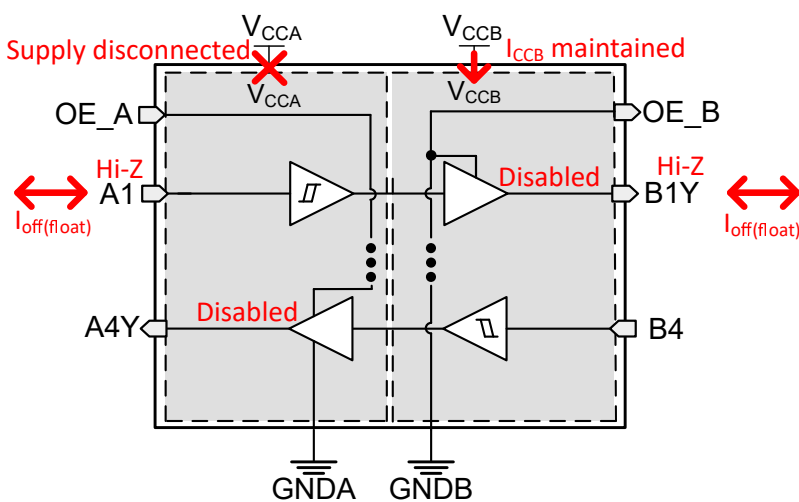 V_CCA
V_CCB
Supply disconnected
I_CCB maintained
V_CCA
V_CCB
OE_A
OE_B
Hi-Z
Hi-Z
A1
Disabled
B1Y
I_off(float)
I_off(float)
Disabled
A4Y
B4
GNDA
GNDB